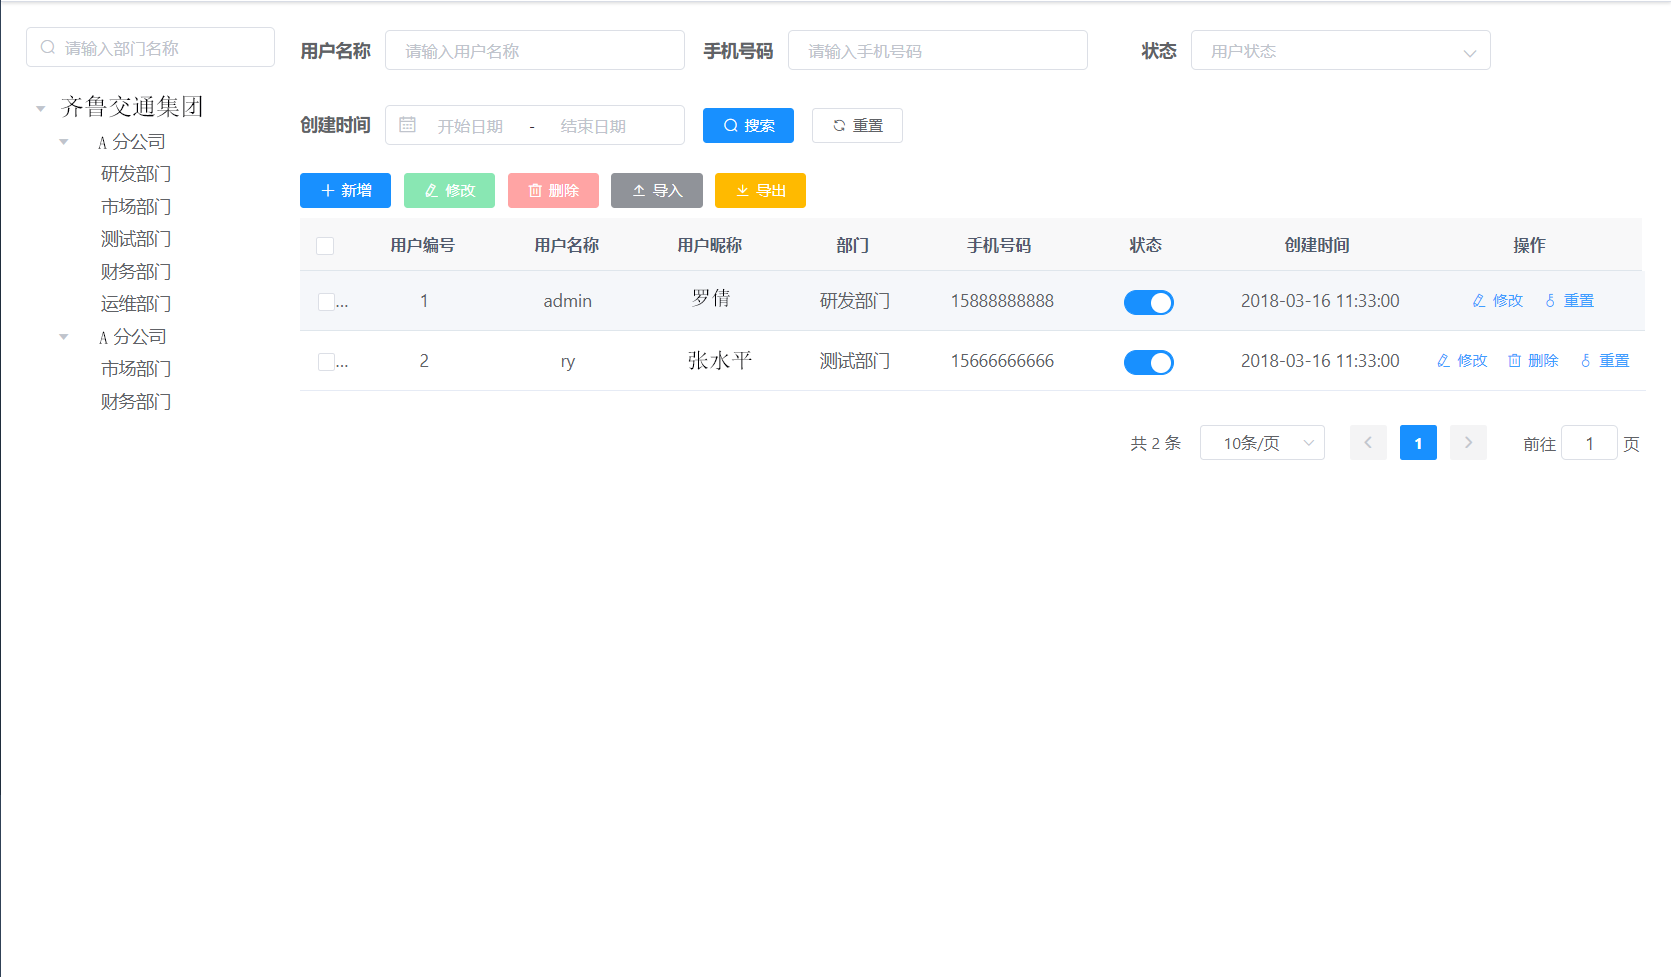 请输入部门名称
齐鲁交通集团
A 分公司
研发部门
市场部门
测试部门
财务部门
运维部门
A 分公司
市场部门
财务部门
用户名称 请输入用户名称 手机号码 请输入手机号码 状态 用户状态
创建时间 开始日期 - 结束日期 搜索 重置
新增 修改 删除 导入 导出
用户编号 用户名称 用户昵称 部门 手机号码 状态 创建时间 操作
... 1 admin 罗倩 研发部门 15888888888 2018-03-16 11:33:00 修改 重置
... 2 ry 张水平 测试部门 15666666666 2018-03-16 11:33:00 修改 删除 重置
共 2 条 10条/页 1 前往 1 页